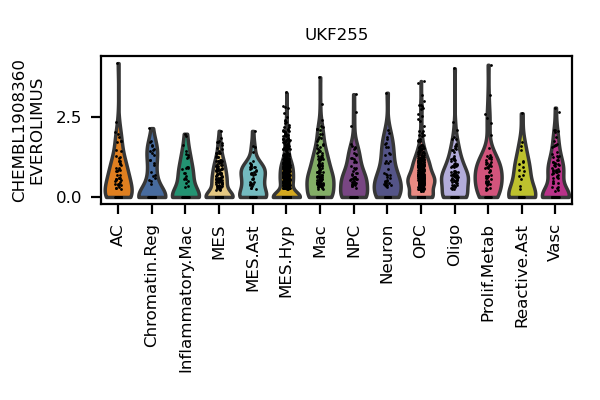 UKF255
CHEMBL1908360
EVEROLIMUS
2.5
0.0
AC
Chromatin.Reg
Inflammatory.Mac
MES
MES.Ast
MES.Hyp
Mac
NPC
Neuron
OPC
Oligo
Prolif.Metab
Reactive.Ast
Vasc